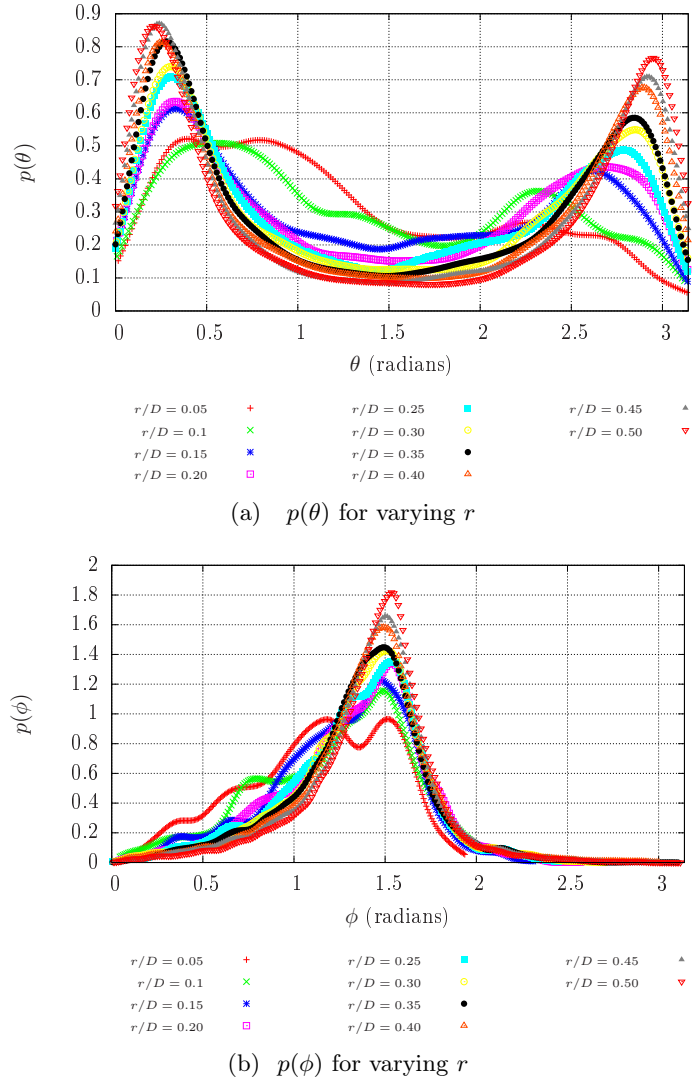 0.9
0.8
0.7
0.6
0.5
0.4
0.3
0.2
0.1
0
p(θ)
0 0.5 1 1.5 2 2.5 3
θ (radians)
r/D = 0.05 r/D = 0.25 r/D = 0.45
r/D = 0.1 r/D = 0.30 r/D = 0.50
r/D = 0.15 r/D = 0.35
r/D = 0.20 r/D = 0.40
(a) p(θ) for varying r
2
1.8
1.6
1.4
1.2
1
0.8
0.6
0.4
0.2
0
p(ϕ)
0 0.5 1 1.5 2 2.5 3
ϕ (radians)
r/D = 0.05 r/D = 0.25 r/D = 0.45
r/D = 0.1 r/D = 0.30 r/D = 0.50
r/D = 0.15 r/D = 0.35
r/D = 0.20 r/D = 0.40
(b) p(ϕ) for varying r